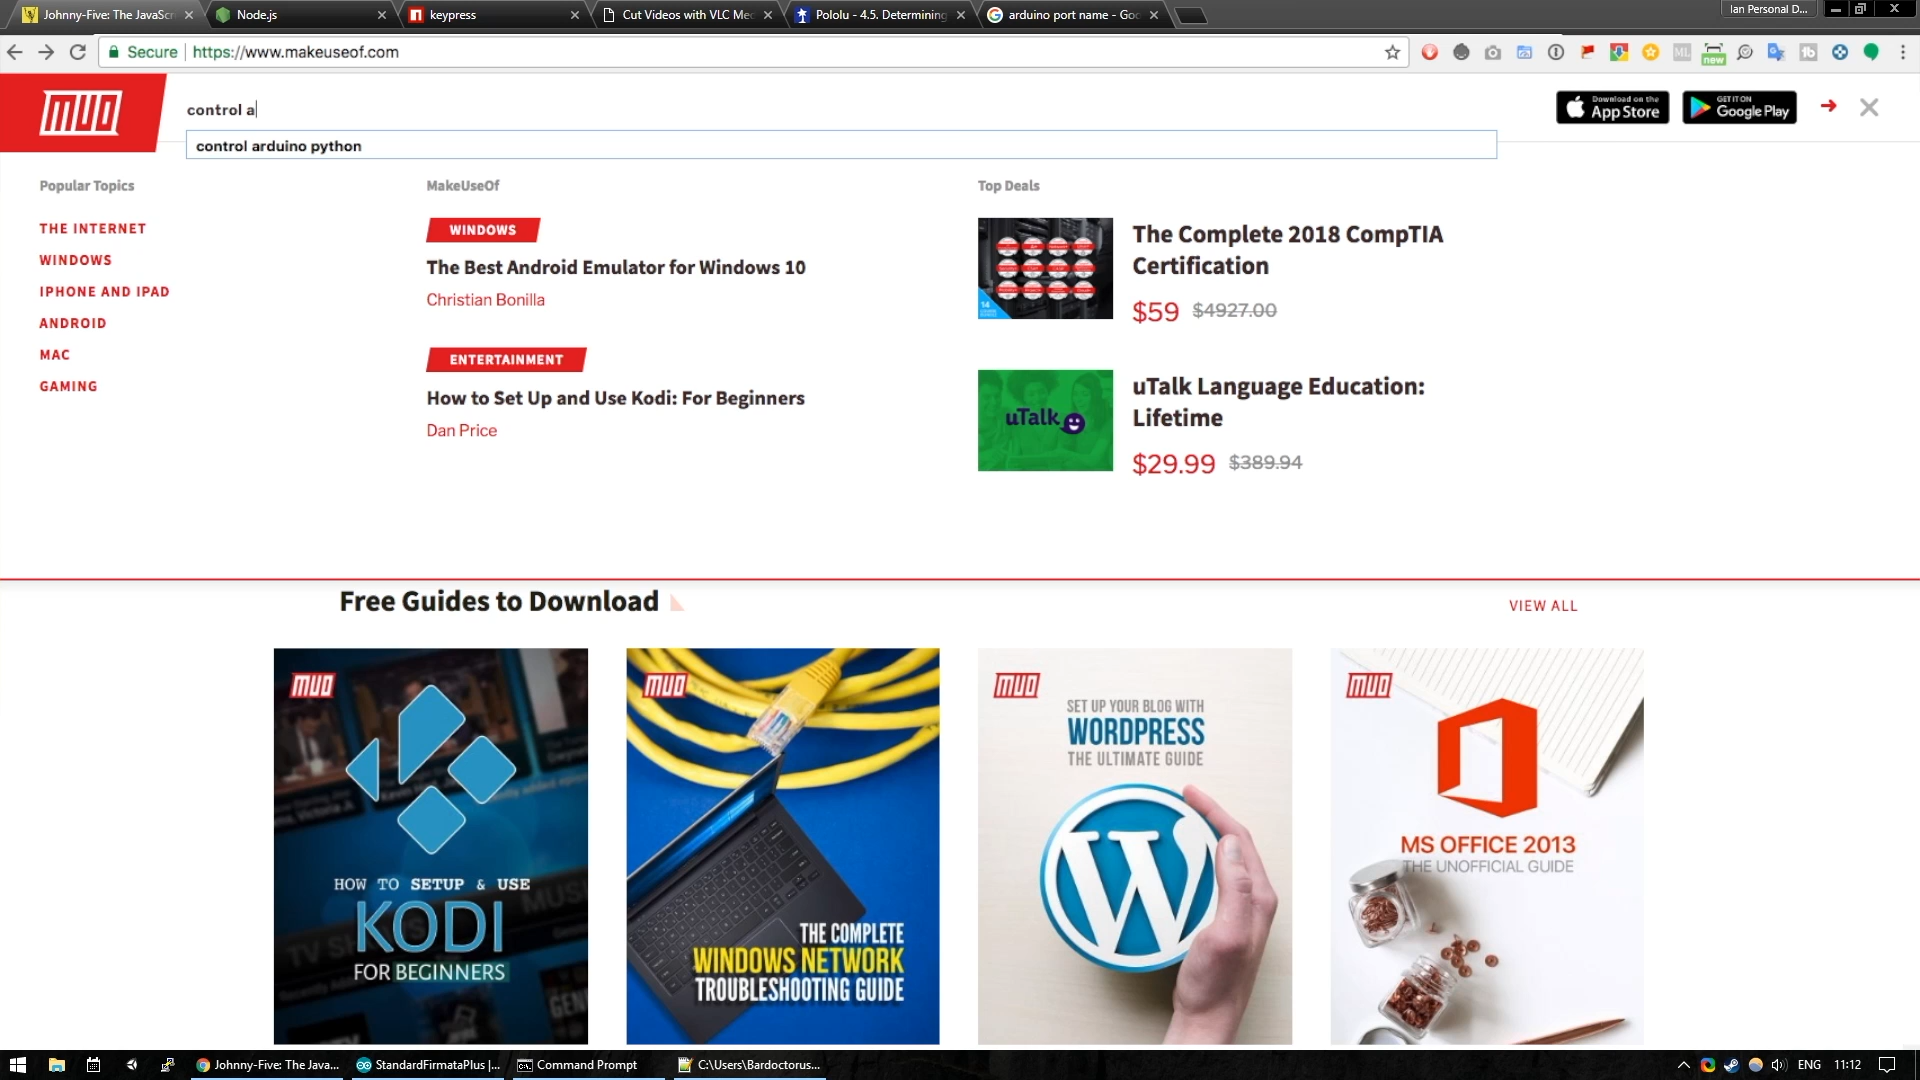 Johnny-Five: The JavaScr
Node.js
keypress
Cut Videos with VLC Med
Pololu - 4.5. Determining
arduino port name - Goo
Ian Personal D...
Secure
https://www.makeuseof.com
new
MUO
control a
Download on the
App Store
GET IT ON
Google Play
control arduino python
Popular Topics
MakeUseOf
Top Deals
THE INTERNET
WINDOWS
IPHONE AND IPAD
ANDROID
MAC
GAMING
WINDOWS
The Best Android Emulator for Windows 10
Christian Bonilla
ENTERTAINMENT
How to Set Up and Use Kodi: For Beginners
Dan Price
The Complete 2018 CompTIA
Certification
$59 $4927.00
uTalk
uTalk Language Education:
Lifetime
$29.99 $389.94
Free Guides to Download
VIEW ALL
MUO
HOW TO SETUP & USE
KODI
FOR BEGINNERS
MUO
THE COMPLETE
WINDOWS NETWORK
TROUBLESHOOTING GUIDE
MUO
SET UP YOUR BLOG WITH
WORDPRESS
THE ULTIMATE GUIDE
MUO
MS OFFICE 2013
THE UNOFFICIAL GUIDE
Johnny-Five: The Java...
StandardFirmataPlus |...
Command Prompt
C:\Users\Bardoctorus...
ENG
11:12